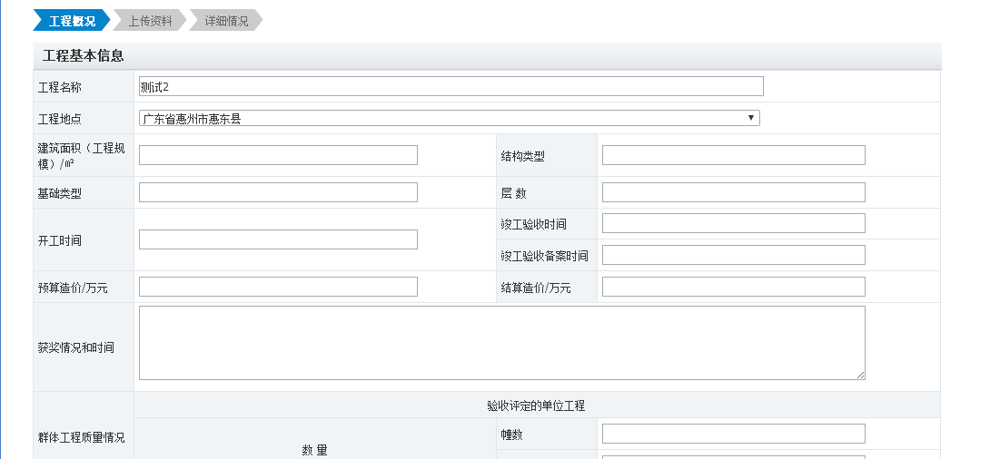 工程概况
上传资料
详细情况
工程基本信息
工程名称
测试2
工程地点
广东省惠州市惠东县
建筑面积（工程规
模）/㎡
结构类型
基础类型
层 数
开工时间
竣工验收时间
竣工验收备案时间
预算造价/万元
结算造价/万元
获奖情况和时间
验收评定的单位工程
群体工程质量情况
数 量
幢数